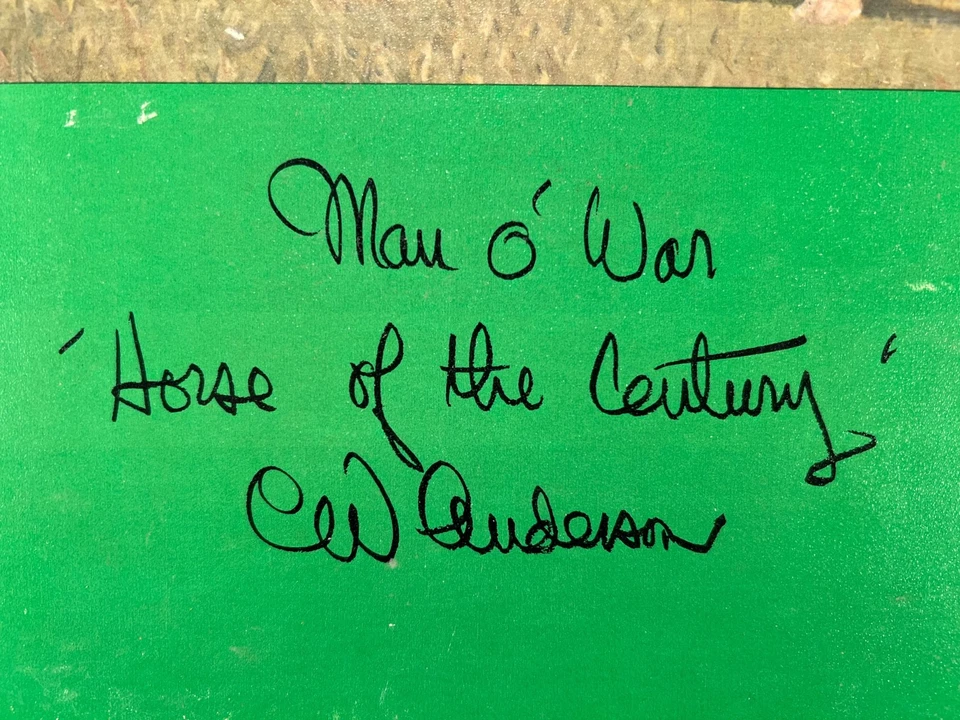 Man o' War
'Horse of the Century'
CW Anderson